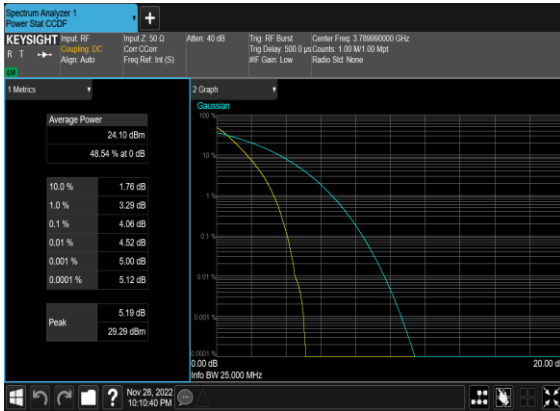 Spectrum Analyzer 1
Power Stat CCDF
KEYSIGHT
R T
LXI
Input: RF
Coupling: DC
Align: Auto
Input Z: 50 Ω
Corr CCorr
Freq Ref: Int (S)
Atten: 40 dB
Trig: RF Burst
Trig Delay: 500.0 µs
#IF Gain: Low
Center Freq: 3.789990000 GHz
Counts: 1.00 M/1.00 Mpt
Radio Std: None
1 Metrics
Average Power
24.10 dBm
48.54 % at 0 dB
10.0 % 1.76 dB
1.0 % 3.29 dB
0.1 % 4.06 dB
0.01 % 4.52 dB
0.001 % 5.00 dB
0.0001 % 5.12 dB
Peak
5.19 dB
29.29 dBm
2 Graph
Gaussian
100 %
10 %
1 %
0.1 %
0.01 %
0.001 %
0.0001 %
0.00 dB
20.00 d
Info BW 25.000 MHz
?
Nov 28, 2022
10:10:40 PM